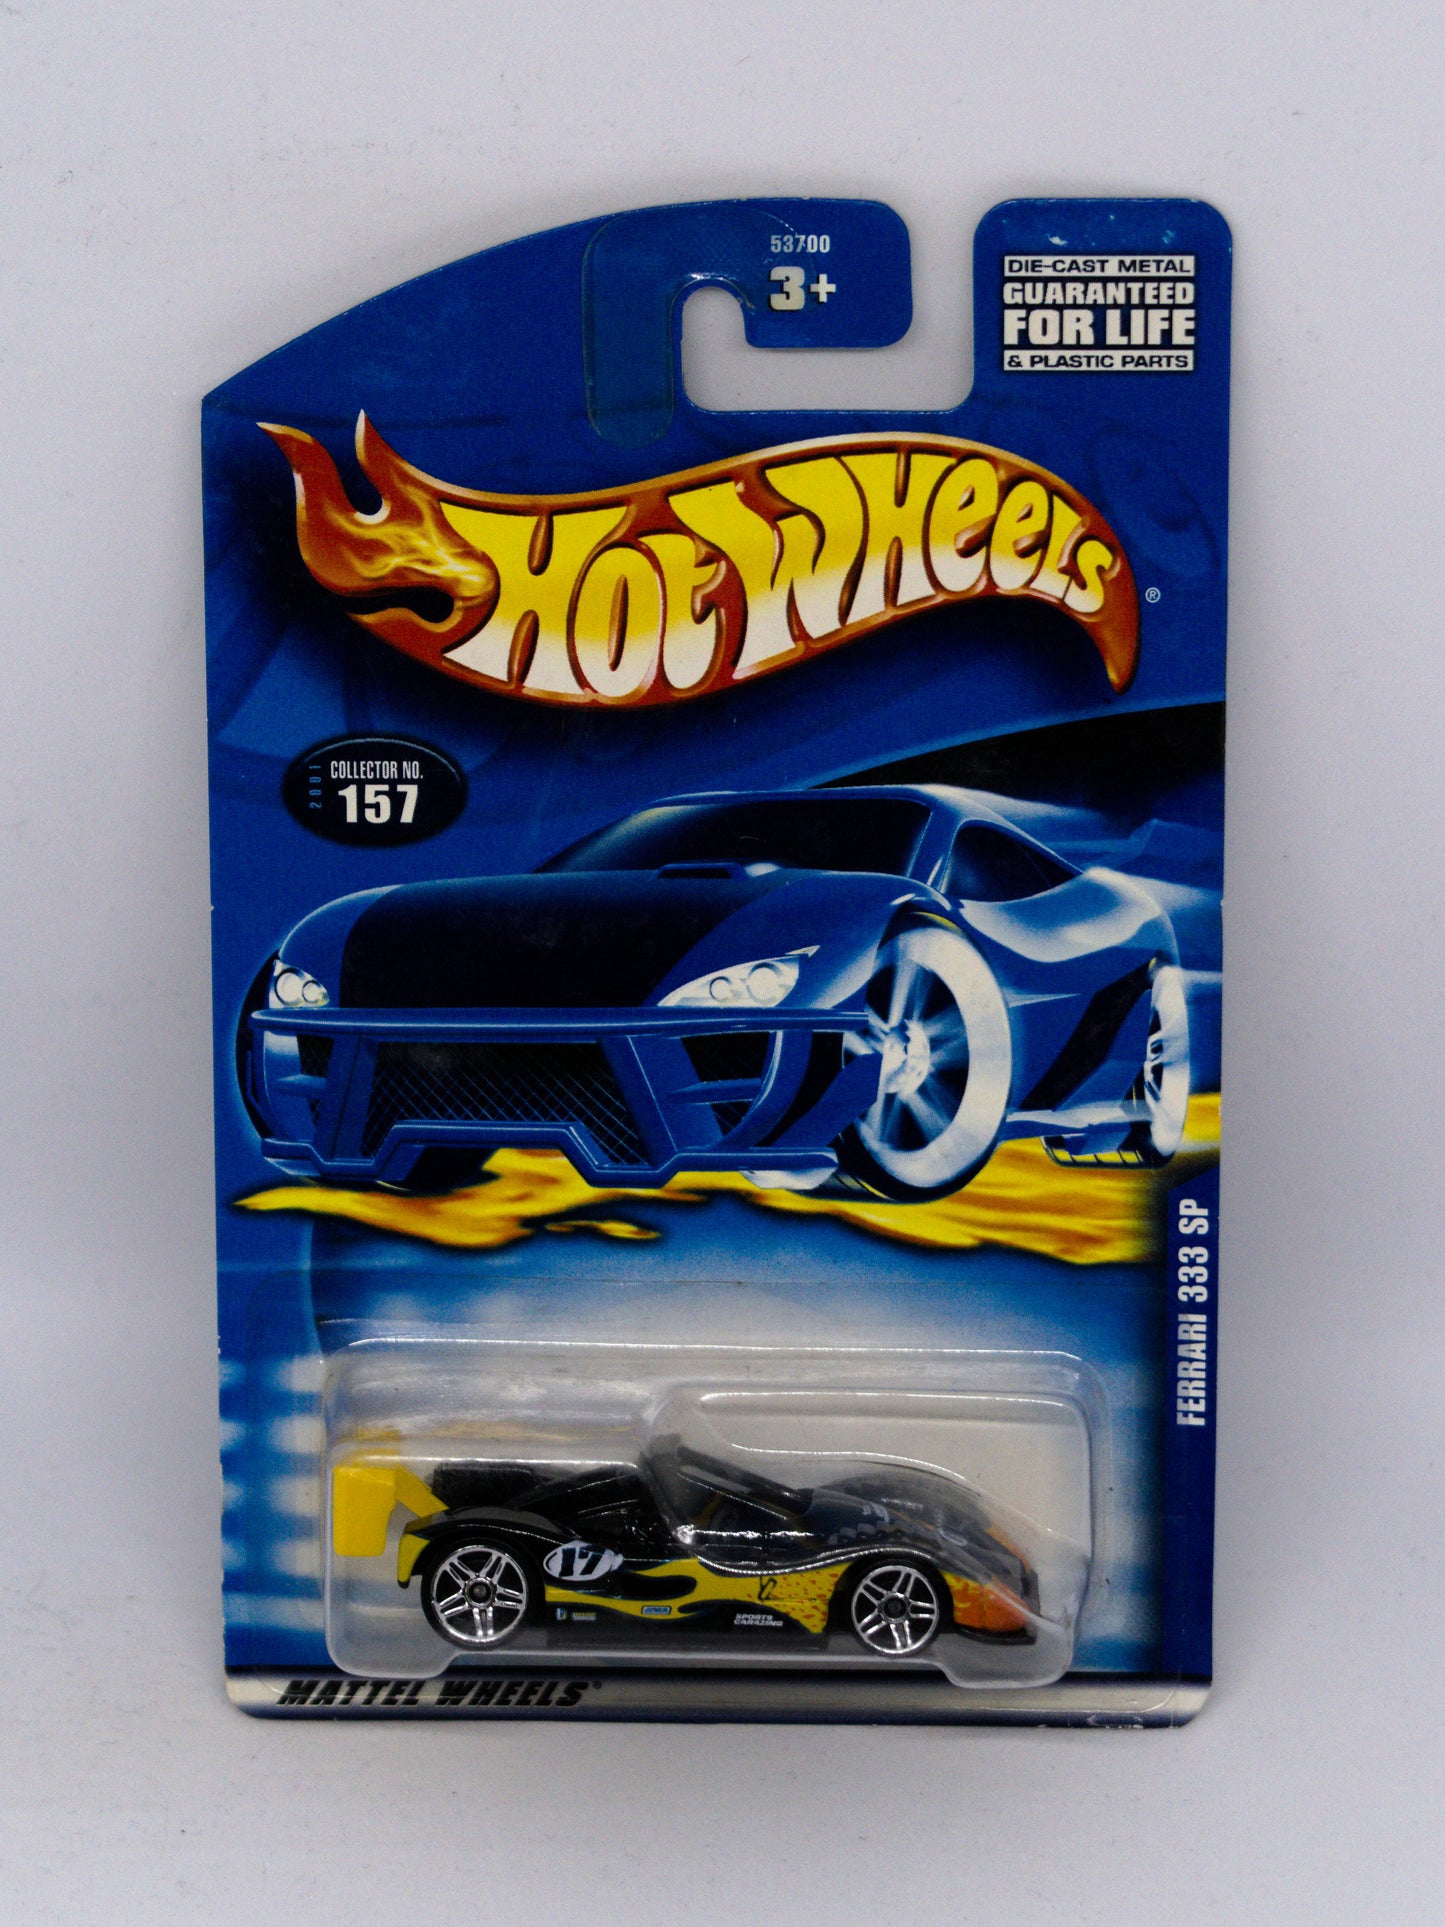 53700
3+
DIE-CAST METAL
GUARANTEED
FOR LIFE
& PLASTIC PARTS
HOT WHEELS®
2001
COLLECTOR NO.
157
FERRARI 333 SP
17
SPORTS
CARAZINE
MATTEL WHEELS®